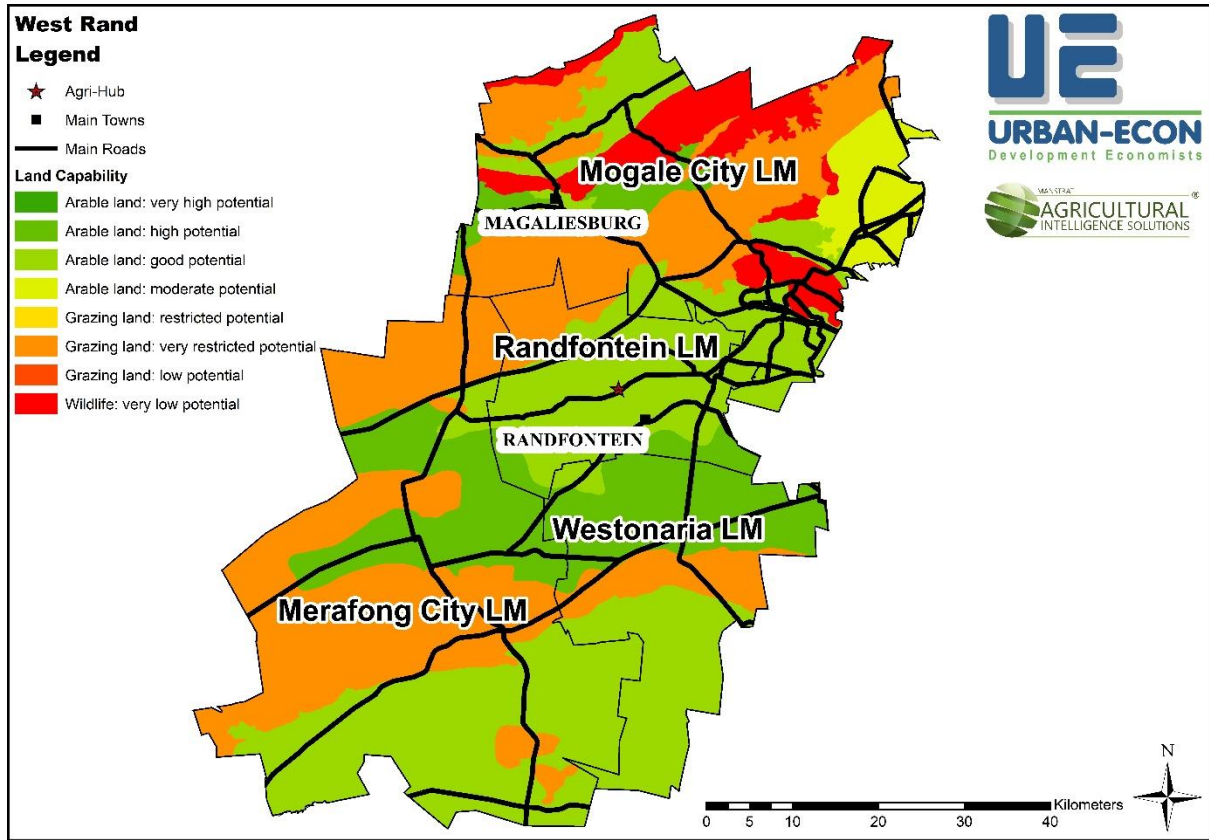 West Rand
Legend
Agri-Hub
Main Towns
Main Roads
Land Capability
Arable land: very high potential
Arable land: high potential
Arable land: good potential
Arable land: moderate potential
Grazing land: restricted potential
Grazing land: very restricted potential
Grazing land: low potential
Wildlife: very low potential
UE
URBAN-ECON
Development Economists
MANSTRAT
AGRICULTURAL ®
INTELLIGENCE SOLUTIONS
Mogale City LM
MAGALIESBURG
Randfontein LM
RANDFONTEIN
Westonaria LM
Merafong City LM
N
Kilometers
0 5 10 20 30 40